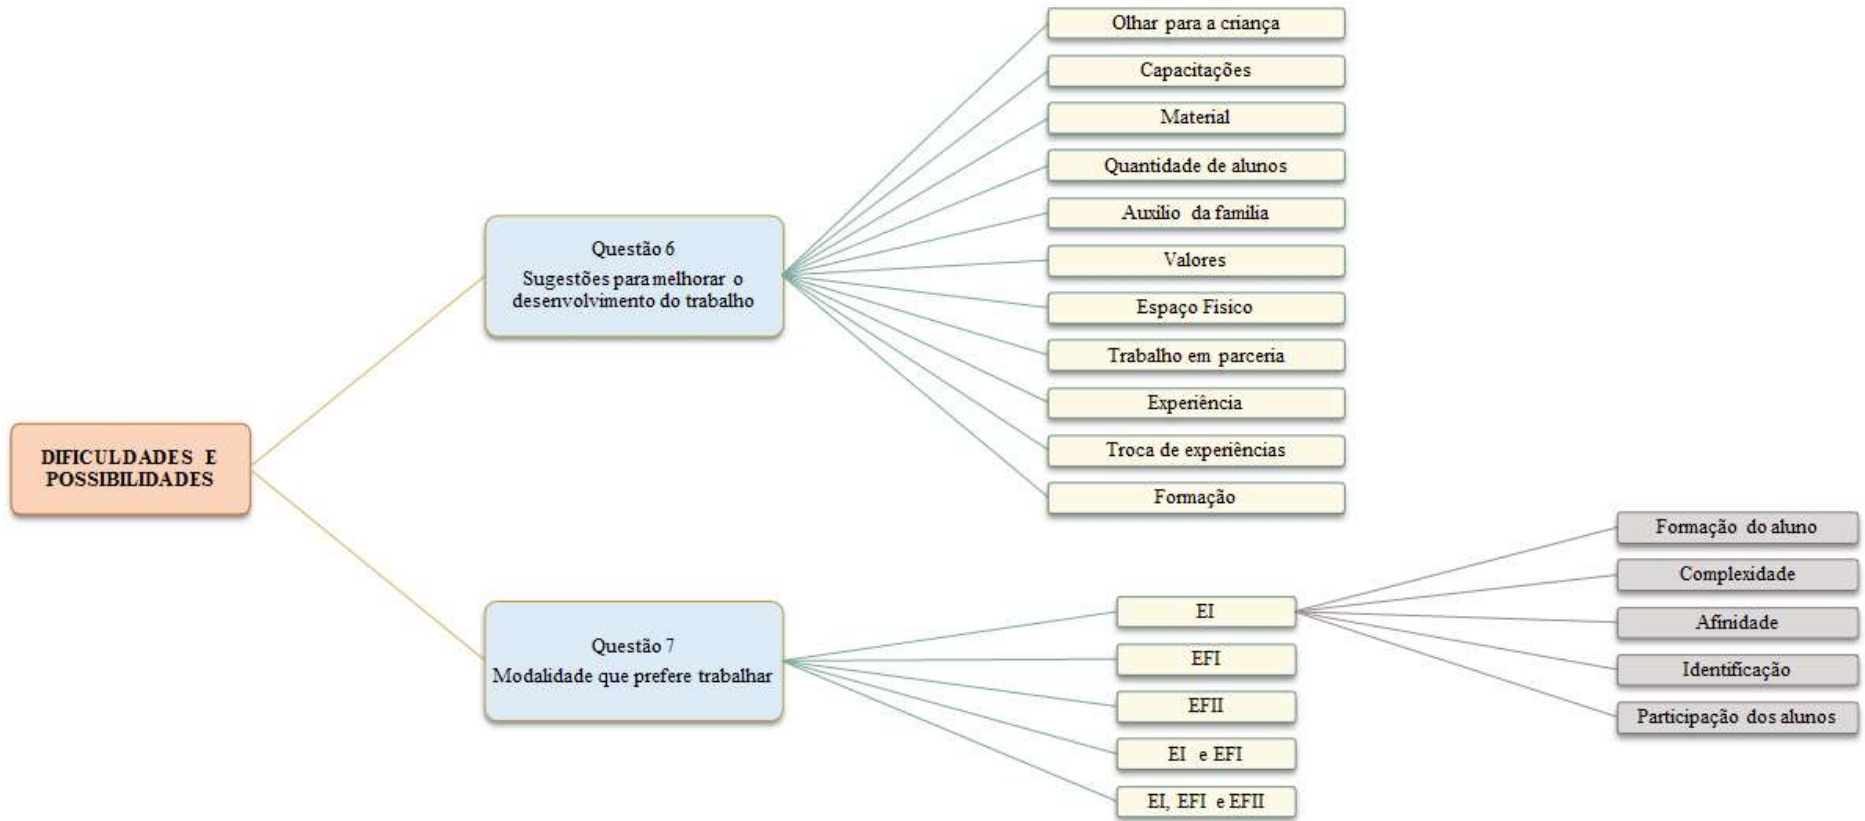 DIFICULDADES E
POSSIBILIDADES
Questão 6
Sugestões para melhorar o
desenvolvimento do trabalho
Olhar para a criança
Capacitações
Material
Quantidade de alunos
Auxílio da família
Valores
Espaço Físico
Trabalho em parceria
Experiência
Troca de experiências
Formação
Questão 7
Modalidade que prefere trabalhar
EI
EFI
EFII
EI e EFI
EI, EFI e EFII
Formação do aluno
Complexidade
Afinidade
Identificação
Participação dos alunos